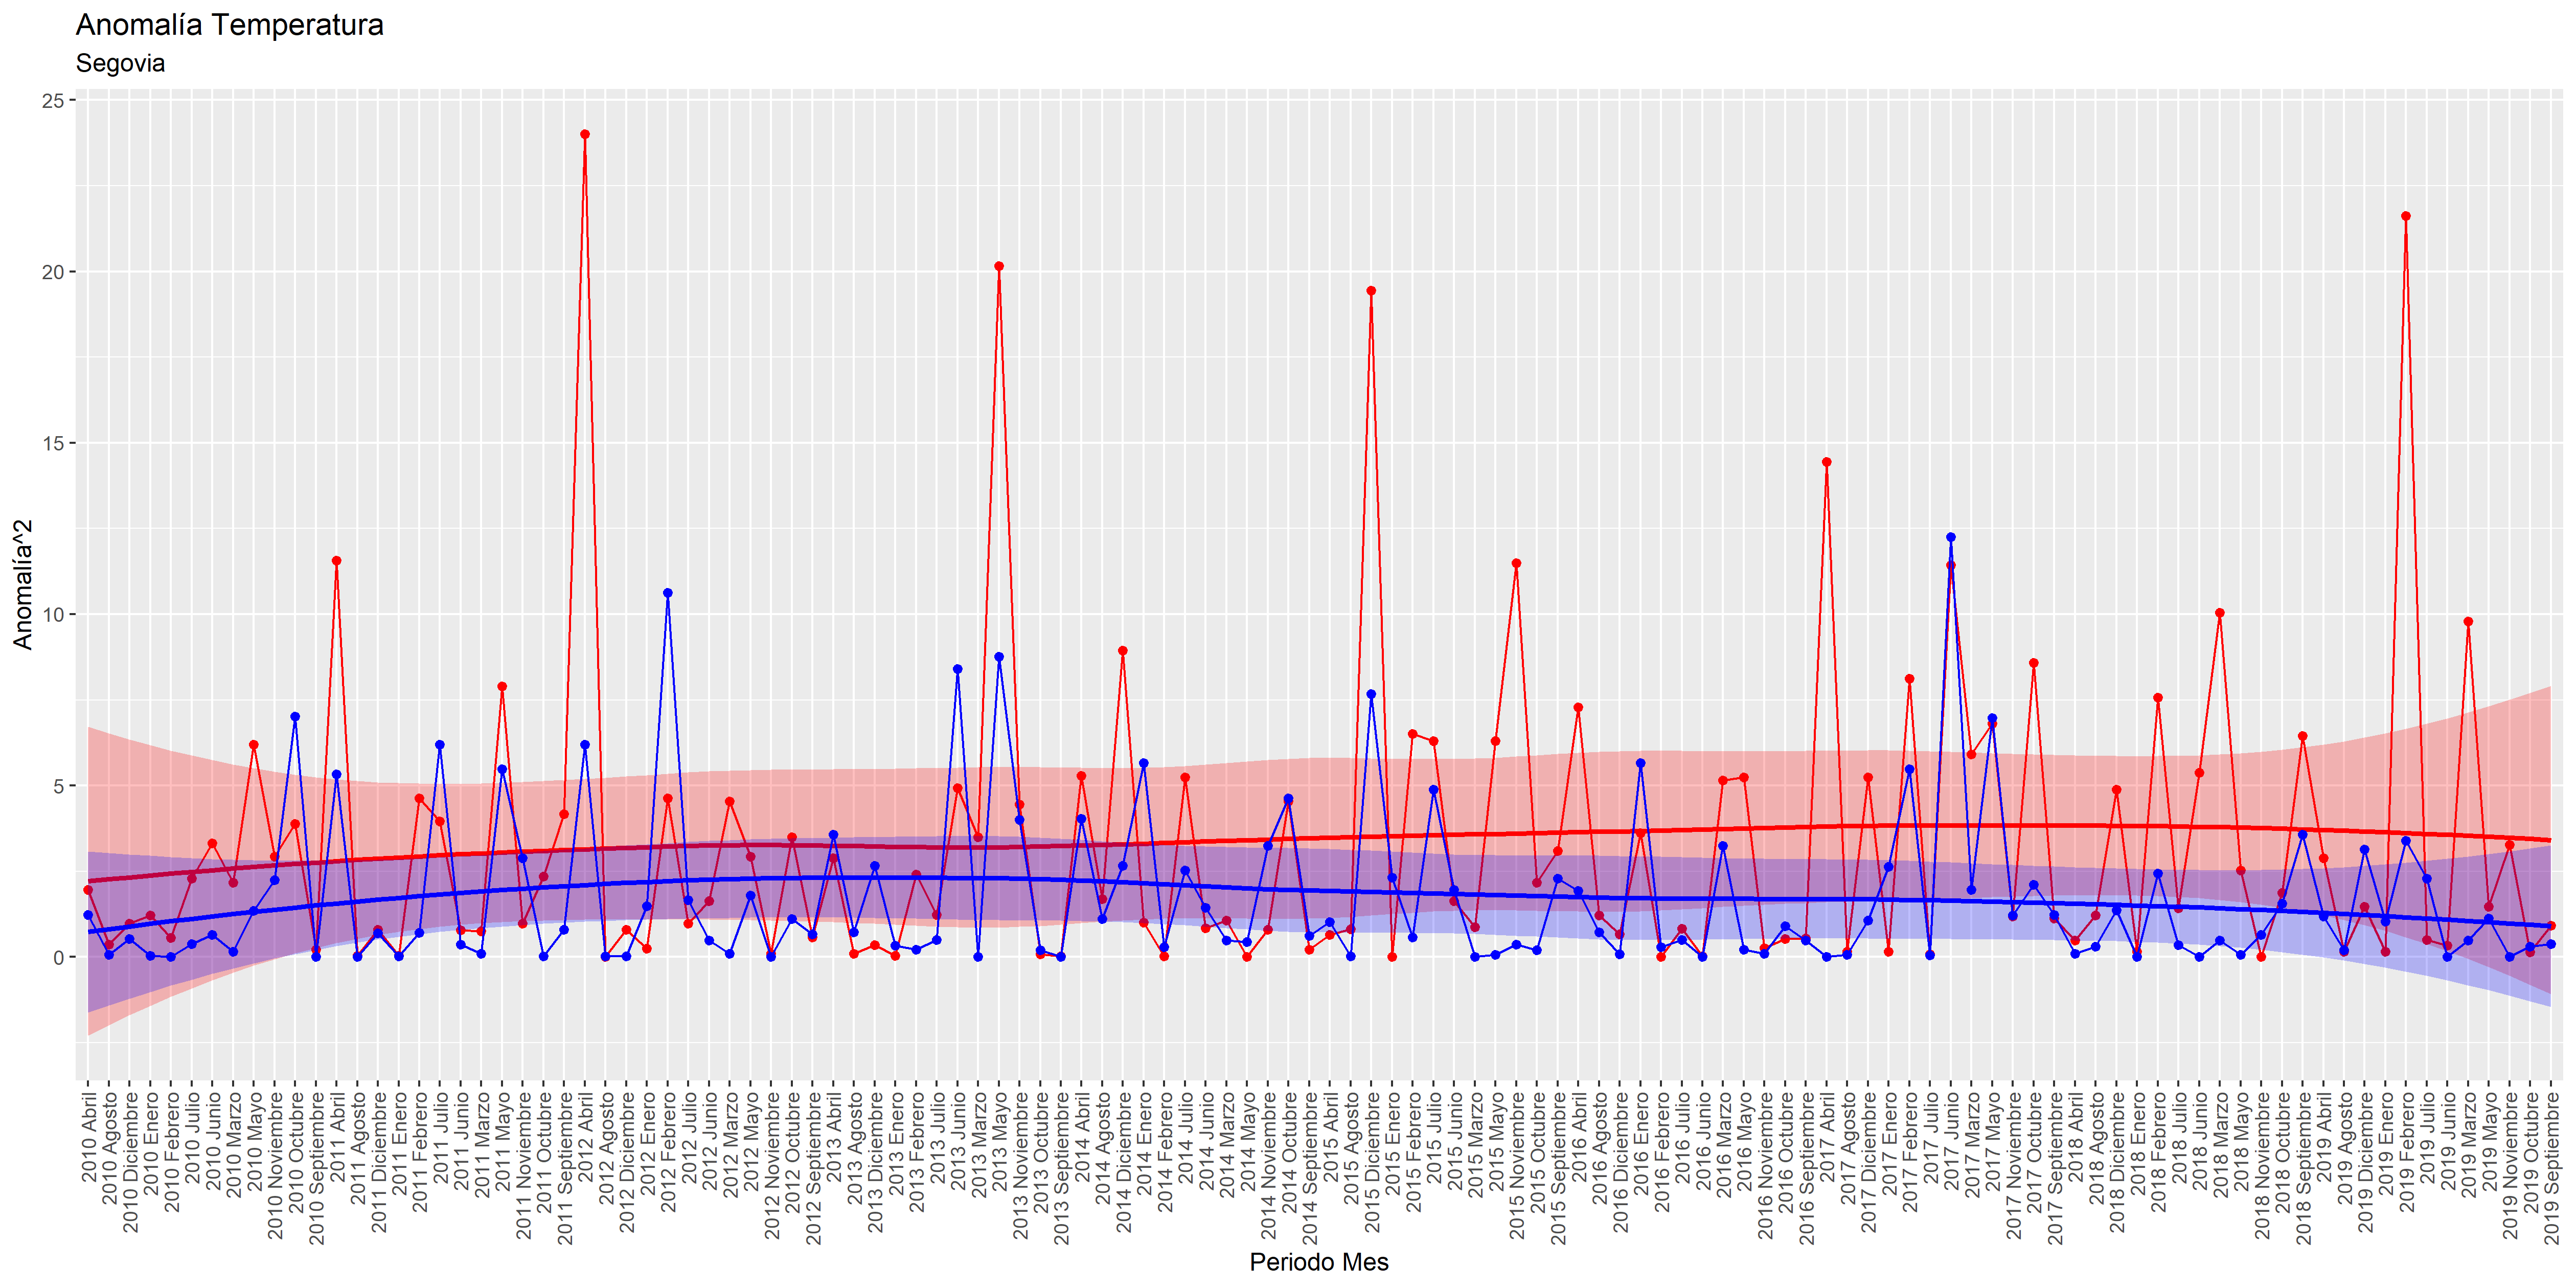 Anomalía Temperatura
Segovia
Anomalía^2
25
20
15
10
5
0
2010 Abril
2010 Agosto
2010 Diciembre
2010 Enero
2010 Febrero
2010 Julio
2010 Junio
2010 Marzo
2010 Mayo
2010 Noviembre
2010 Octubre
2010 Septiembre
2011 Abril
2011 Agosto
2011 Diciembre
2011 Enero
2011 Febrero
2011 Julio
2011 Junio
2011 Marzo
2011 Mayo
2011 Noviembre
2011 Octubre
2011 Septiembre
2012 Abril
2012 Agosto
2012 Diciembre
2012 Enero
2012 Febrero
2012 Julio
2012 Junio
2012 Marzo
2012 Mayo
2012 Noviembre
2012 Octubre
2012 Septiembre
2013 Abril
2013 Agosto
2013 Diciembre
2013 Enero
2013 Febrero
2013 Julio
2013 Junio
2013 Marzo
2013 Mayo
2013 Noviembre
2013 Octubre
2013 Septiembre
2014 Abril
2014 Agosto
2014 Diciembre
2014 Enero
2014 Febrero
2014 Julio
2014 Junio
2014 Marzo
2014 Mayo
2014 Noviembre
2014 Octubre
2014 Septiembre
2015 Abril
2015 Agosto
2015 Diciembre
2015 Enero
2015 Febrero
2015 Julio
2015 Junio
2015 Marzo
2015 Mayo
2015 Noviembre
2015 Octubre
2015 Septiembre
2016 Abril
2016 Agosto
2016 Diciembre
2016 Enero
2016 Febrero
2016 Julio
2016 Junio
2016 Marzo
2016 Mayo
2016 Noviembre
2016 Octubre
2016 Septiembre
2017 Abril
2017 Agosto
2017 Diciembre
2017 Enero
2017 Febrero
2017 Julio
2017 Junio
2017 Marzo
2017 Mayo
2017 Noviembre
2017 Octubre
2017 Septiembre
2018 Abril
2018 Agosto
2018 Diciembre
2018 Enero
2018 Febrero
2018 Julio
2018 Junio
2018 Marzo
2018 Mayo
2018 Noviembre
2018 Octubre
2018 Septiembre
2019 Abril
2019 Agosto
2019 Diciembre
2019 Enero
2019 Febrero
2019 Julio
2019 Junio
2019 Marzo
2019 Mayo
2019 Noviembre
2019 Octubre
2019 Septiembre
Periodo Mes